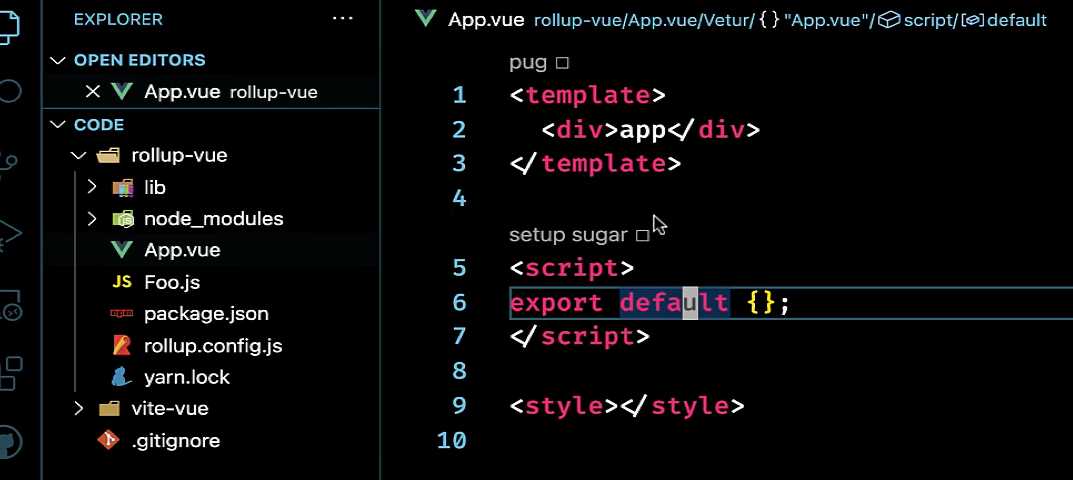 EXPLORER ...
OPEN EDITORS
App.vue rollup-vue
CODE
rollup-vue
lib
node_modules
App.vue
JS Foo.js
package.json
rollup.config.js
yarn.lock
vite-vue
.gitignore
App.vue rollup-vue/App.vue/Vetur/{}"App.vue"/script/default
pug □
1 <template>
2 <div>app</div>
3 </template>
4
setup sugar □
5 <script>
6 export default {};
7 </script>
8
9 <style></style>
10